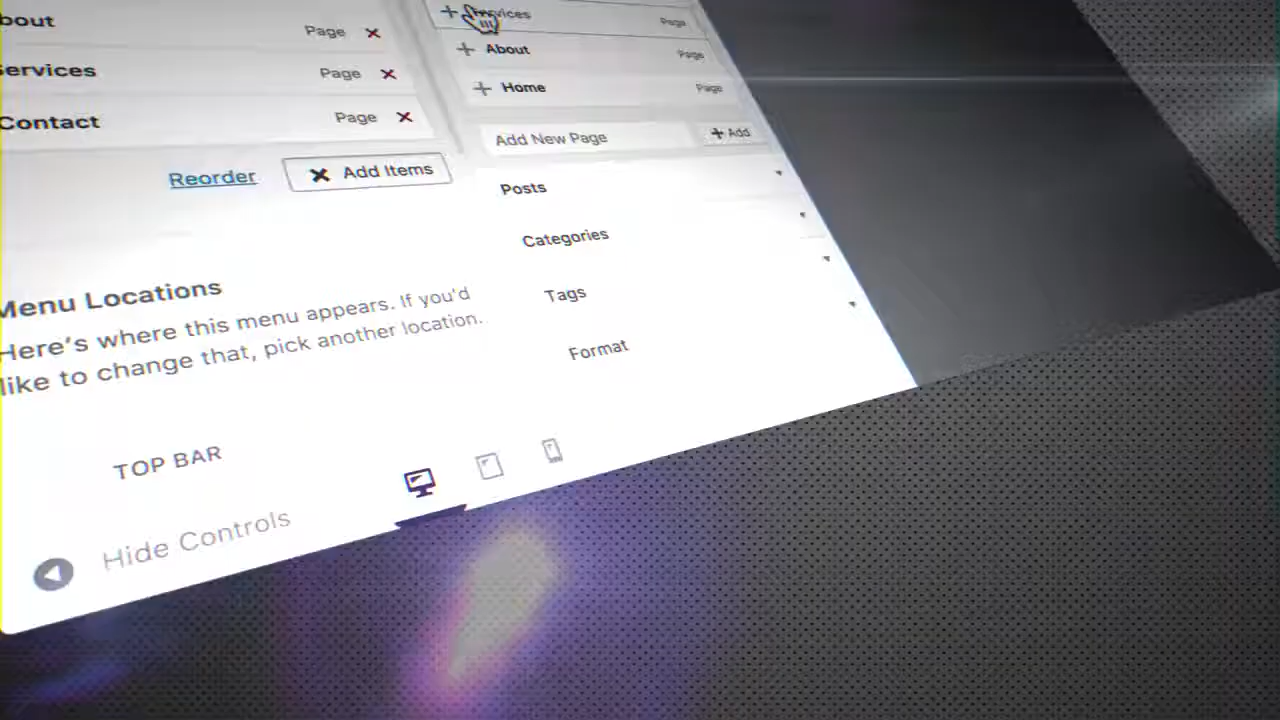 bout
Page
ervices
Page
Contact
Page
Reorder
Add Items
Menu Locations
Here's where this menu appears. If you'd
like to change that, pick another location.
TOP BAR
Hide Controls
Services
Page
About
Page
Home
Page
Add New Page
Add
Posts
Categories
Tags
Format